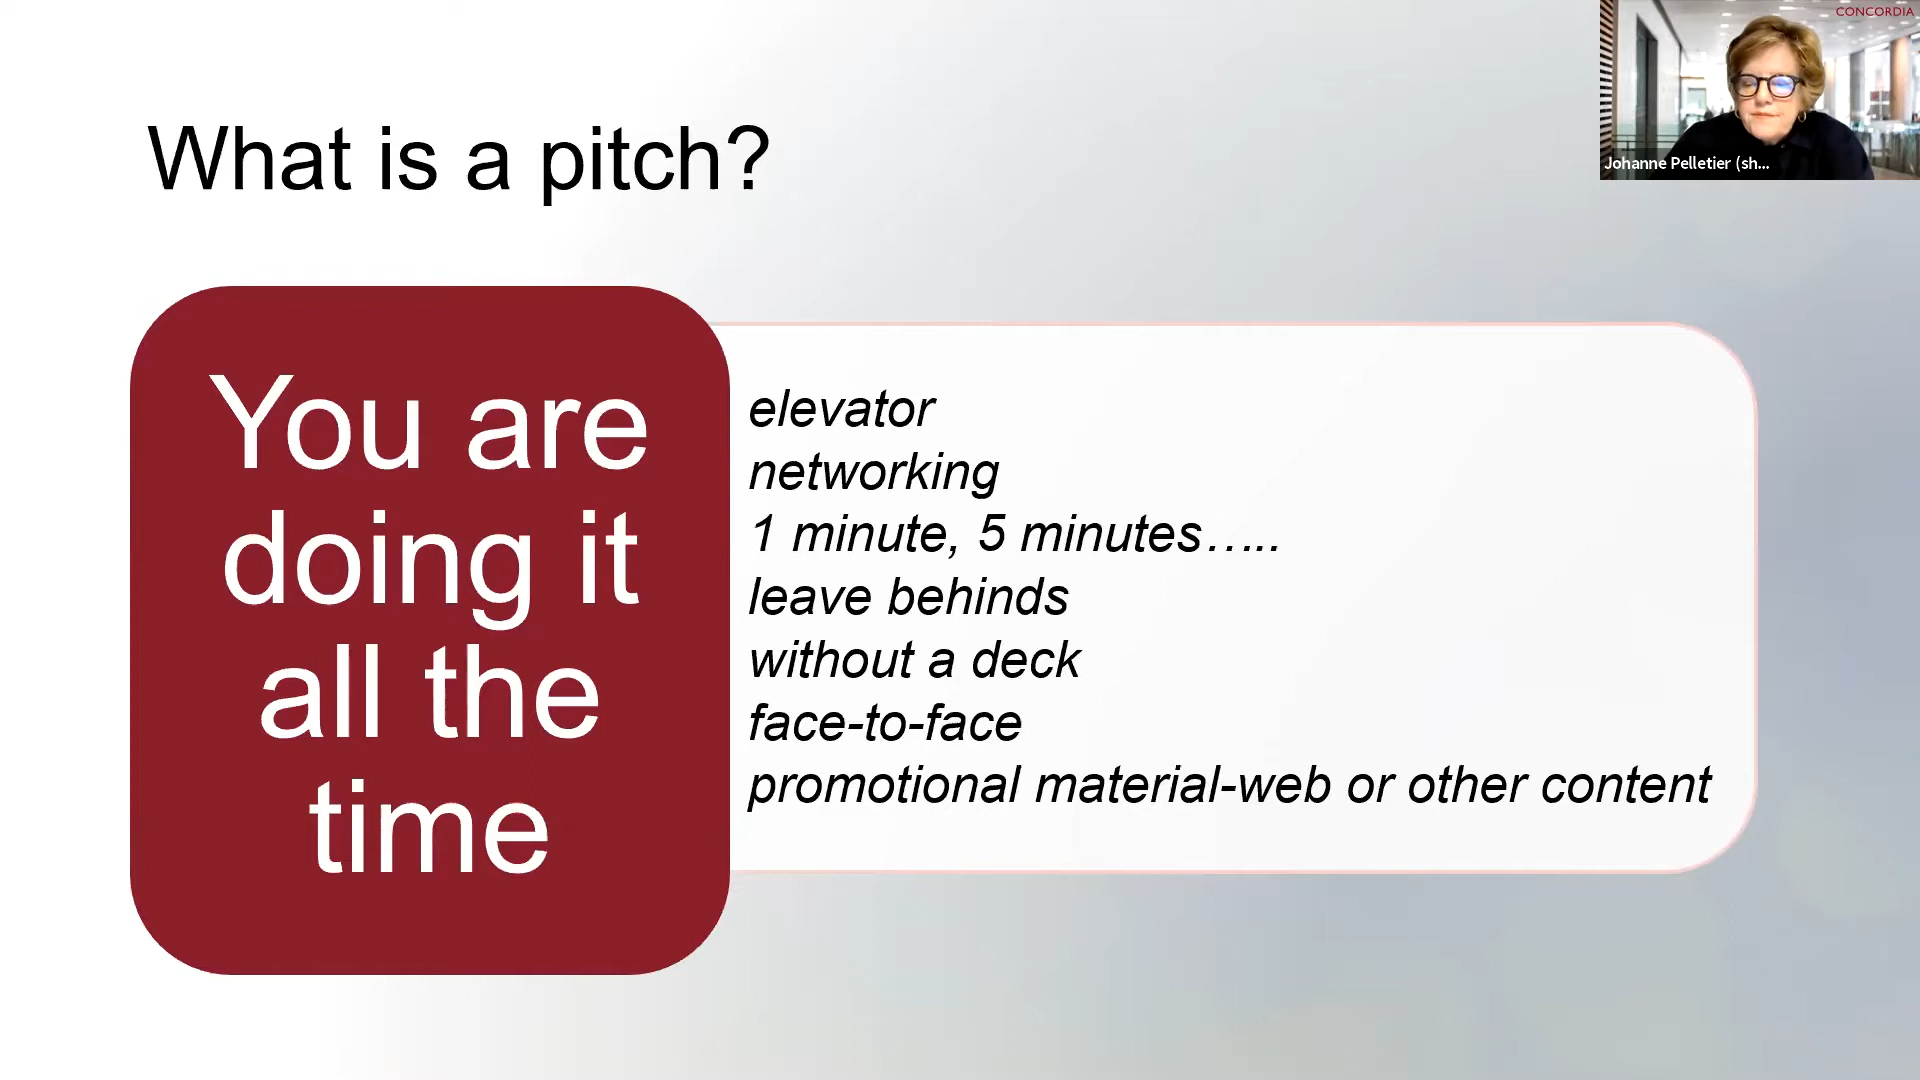 CONCORDIA
Johanne Pelletier (sh...
What is a pitch?
You are
doing it
all the
time
elevator
networking
1 minute, 5 minutes…..
leave behinds
without a deck
face-to-face
promotional material-web or other content